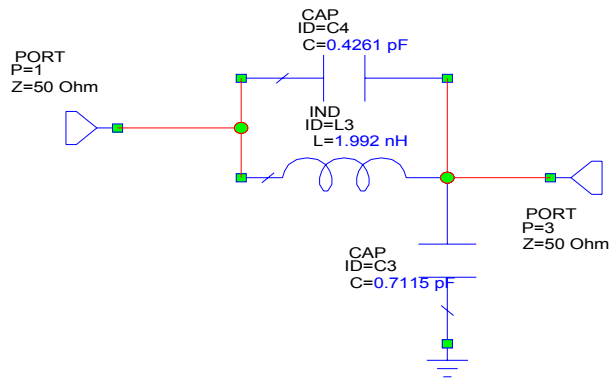 CAP
ID=C4
C=0.4261 pF
PORT
P=1
Z=50 Ohm
IND
ID=L3
L=1.992 nH
PORT
P=3
Z=50 Ohm
CAP
ID=C3
C=0.7115 pF